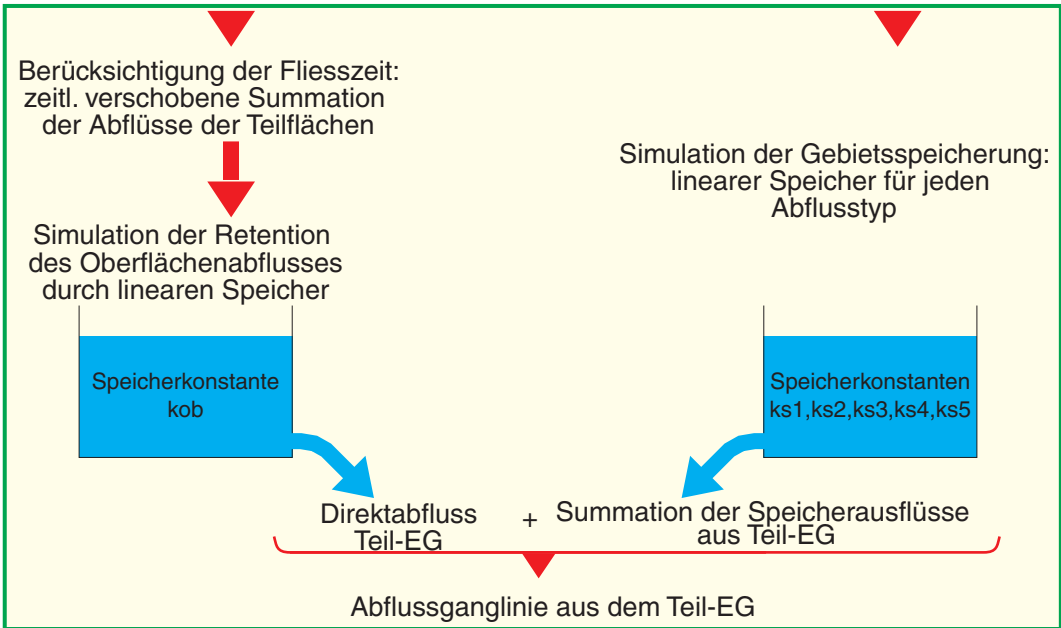 Berücksichtigung der Fliesszeit:
zeitl. verschobene Summation
der Abflüsse der Teilflächen
Simulation der Retention
des Oberflächenabflusses
durch linearen Speicher
Speicherkonstante
kob
Simulation der Gebietsspeicherung:
linearer Speicher für jeden
Abflusstyp
Speicherkonstanten
ks1,ks2,ks3,ks4,ks5
Direktabfluss
Teil-EG
+
Summation der Speicherausflüsse
aus Teil-EG
Abflussganglinie aus dem Teil-EG